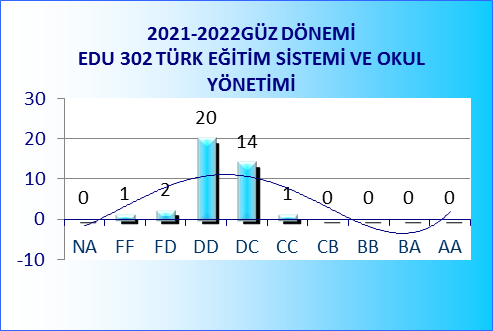 2021-2022GÜZ DÖNEMİ
EDU 302 TÜRK EĞİTİM SİSTEMİ VE OKUL
YÖNETİMİ
30
20
10
0
-10
0 1 2 20 14 1 0 0 0 0
NA FF FD DD DC CC CB BB BA AA